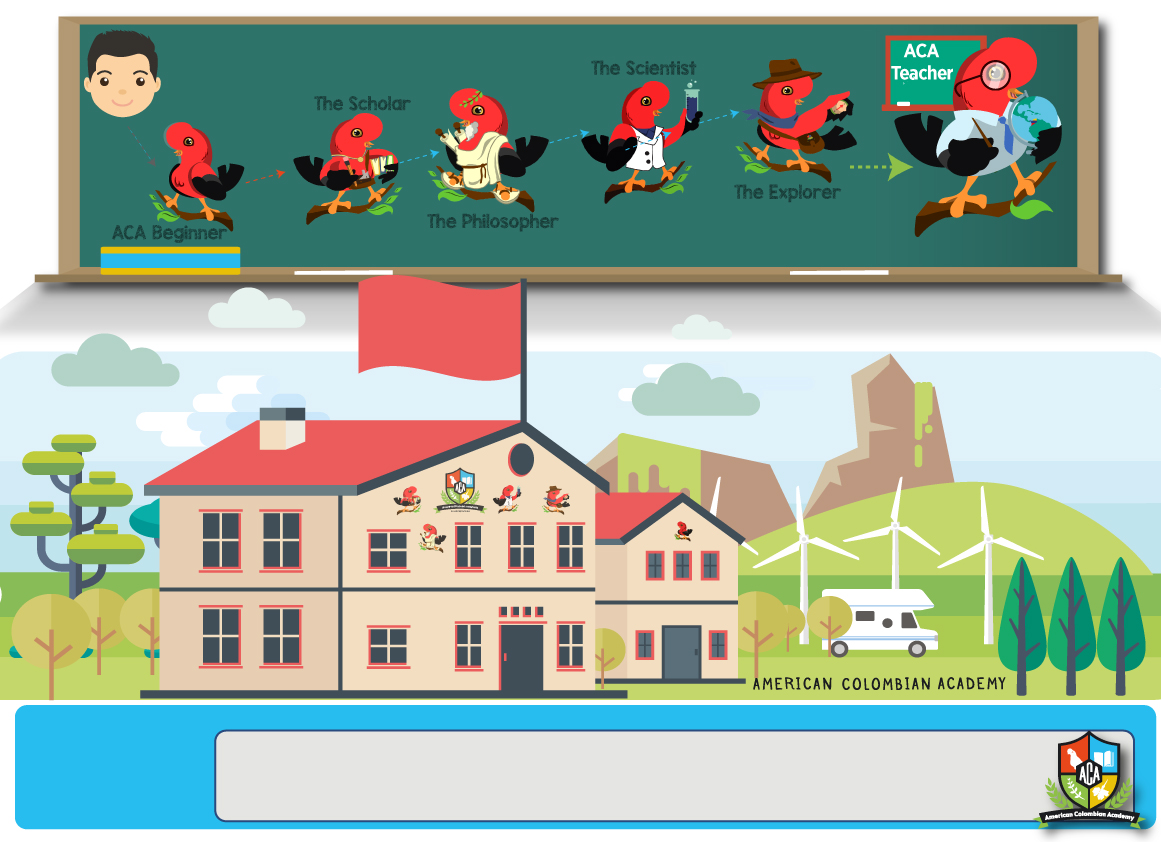 ACA
Teacher
The Scientist
The Scholar
The Explorer
The Philosopher
ACA Beginner
ACA
AMERICAN COLOMBIAN ACADEMY
ACA
American Colombian Academy